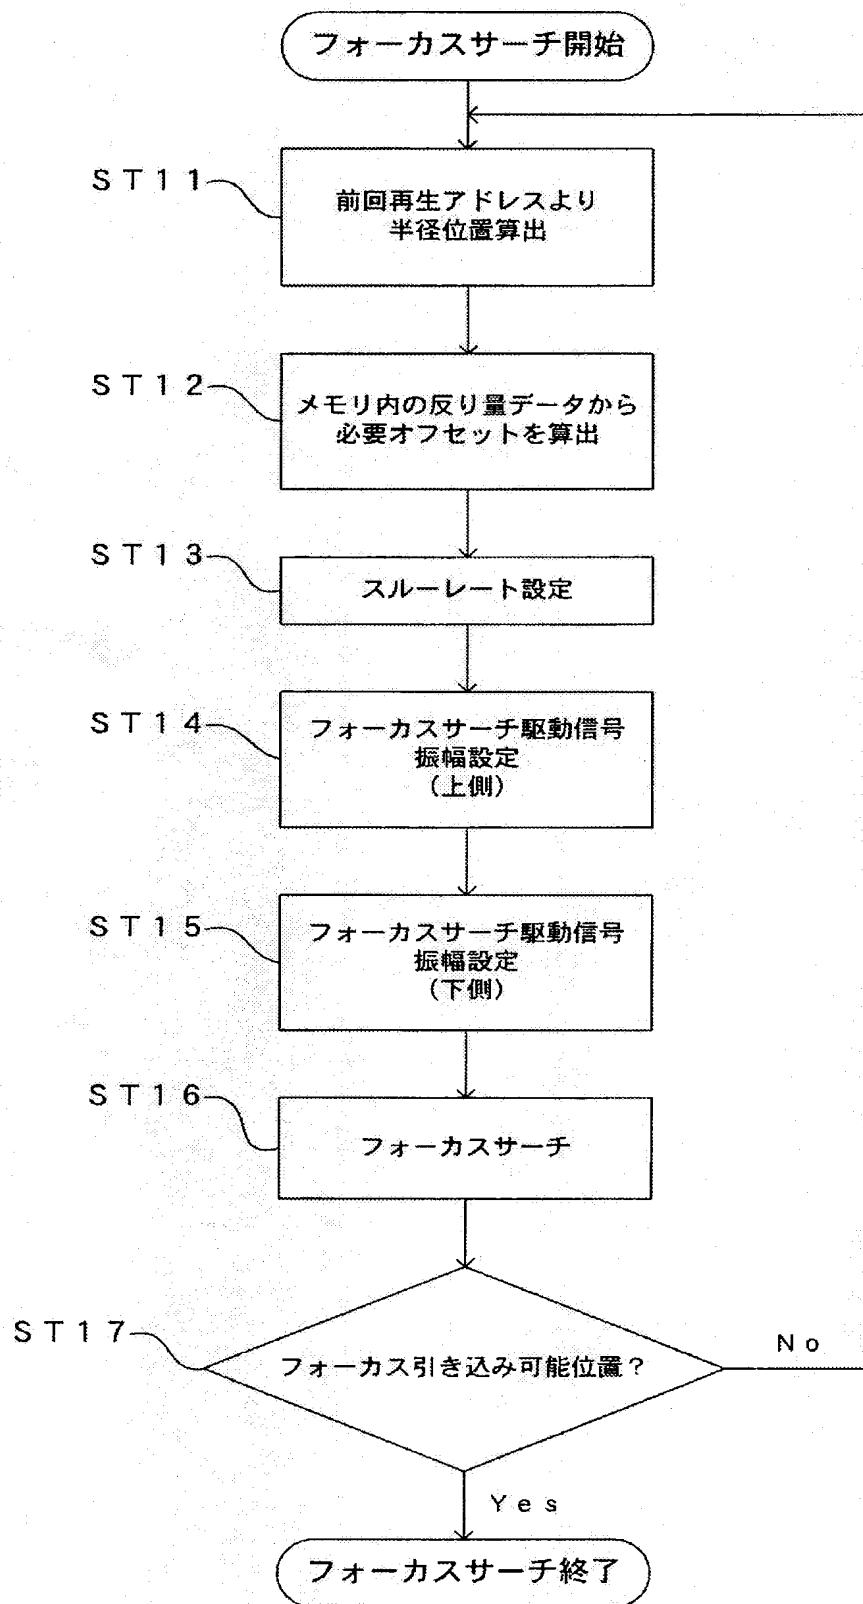 フォーカスサーチ開始
ＳＴ１１
前回再生アドレスより
半径位置算出
ＳＴ１２
メモリ内の反り量データから
必要オフセットを算出
ＳＴ１３
スルーレート設定
ＳＴ１４
フォーカスサーチ駆動信号
振幅設定
（上側）
ＳＴ１５
フォーカスサーチ駆動信号
振幅設定
（下側）
ＳＴ１６
フォーカスサーチ
ＳＴ１７
フォーカス引き込み可能位置？
Ｎｏ
Ｙｅｓ
フォーカスサーチ終了